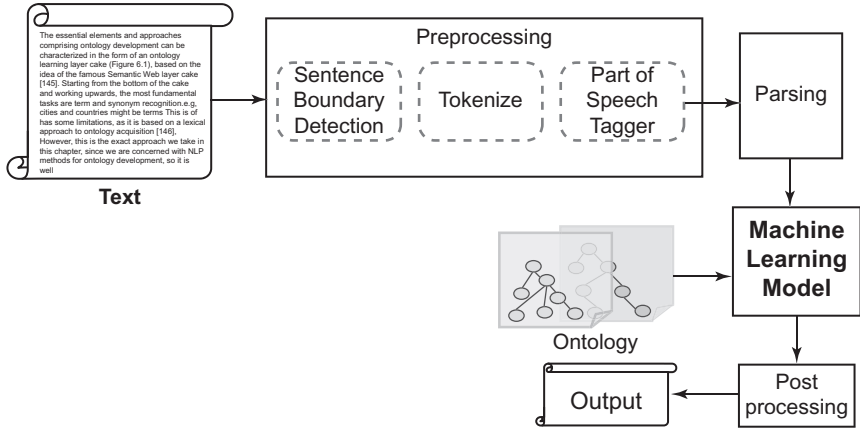 The essential elements and approaches
comprising ontology development can be
characterized in the form of an ontology
learning layer cake (Figure 6.1), based on the
idea of the famous Semantic Web layer cake
[145]. Starting from the bottom of the cake
and working upwards, the most fundamental
tasks are term and synonym recognition.e.g,
cities and countries might be terms This is of
has some limitations, as it is based on a lexical
approach to ontology acquisition [146],
However, this is the exact approach we take in
this chapter, since we are concerned with NLP
methods for ontology development, so it is
well
Text
Preprocessing
Sentence
Boundary
Detection
Tokenize
Part of
Speech
Tagger
Parsing
Machine
Learning
Model
Ontology
Post
processing
Output